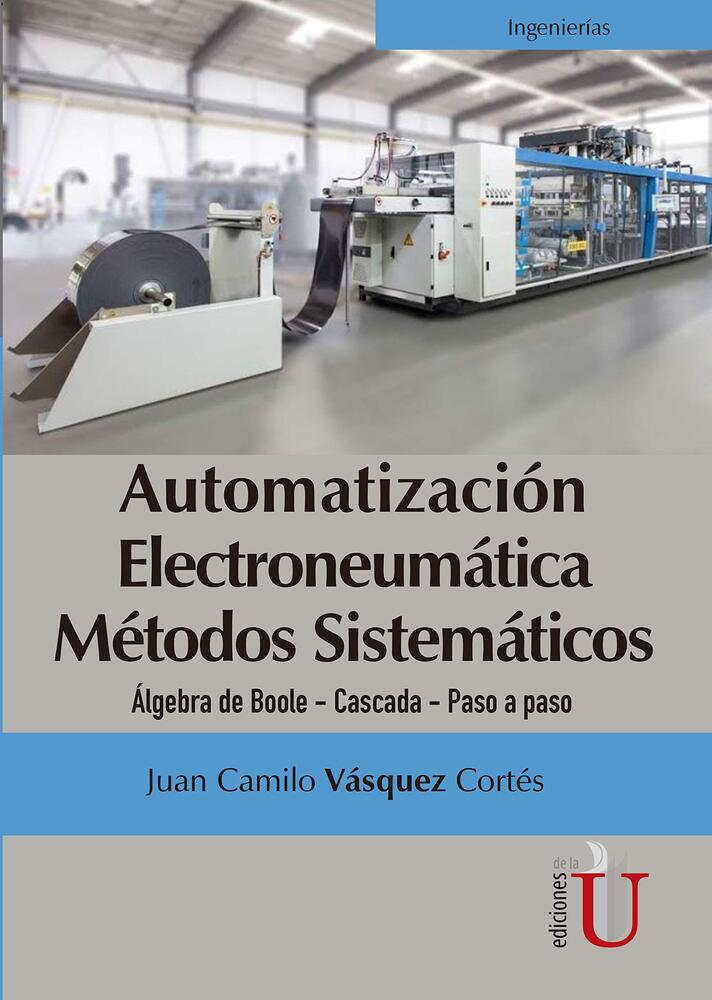 Ingenierías
Automatización
Electroneumática
Métodos Sistemáticos
Álgebra de Boole - Cascada - Paso a paso
Juan Camilo Vásquez Cortés
de la
ediciones
U